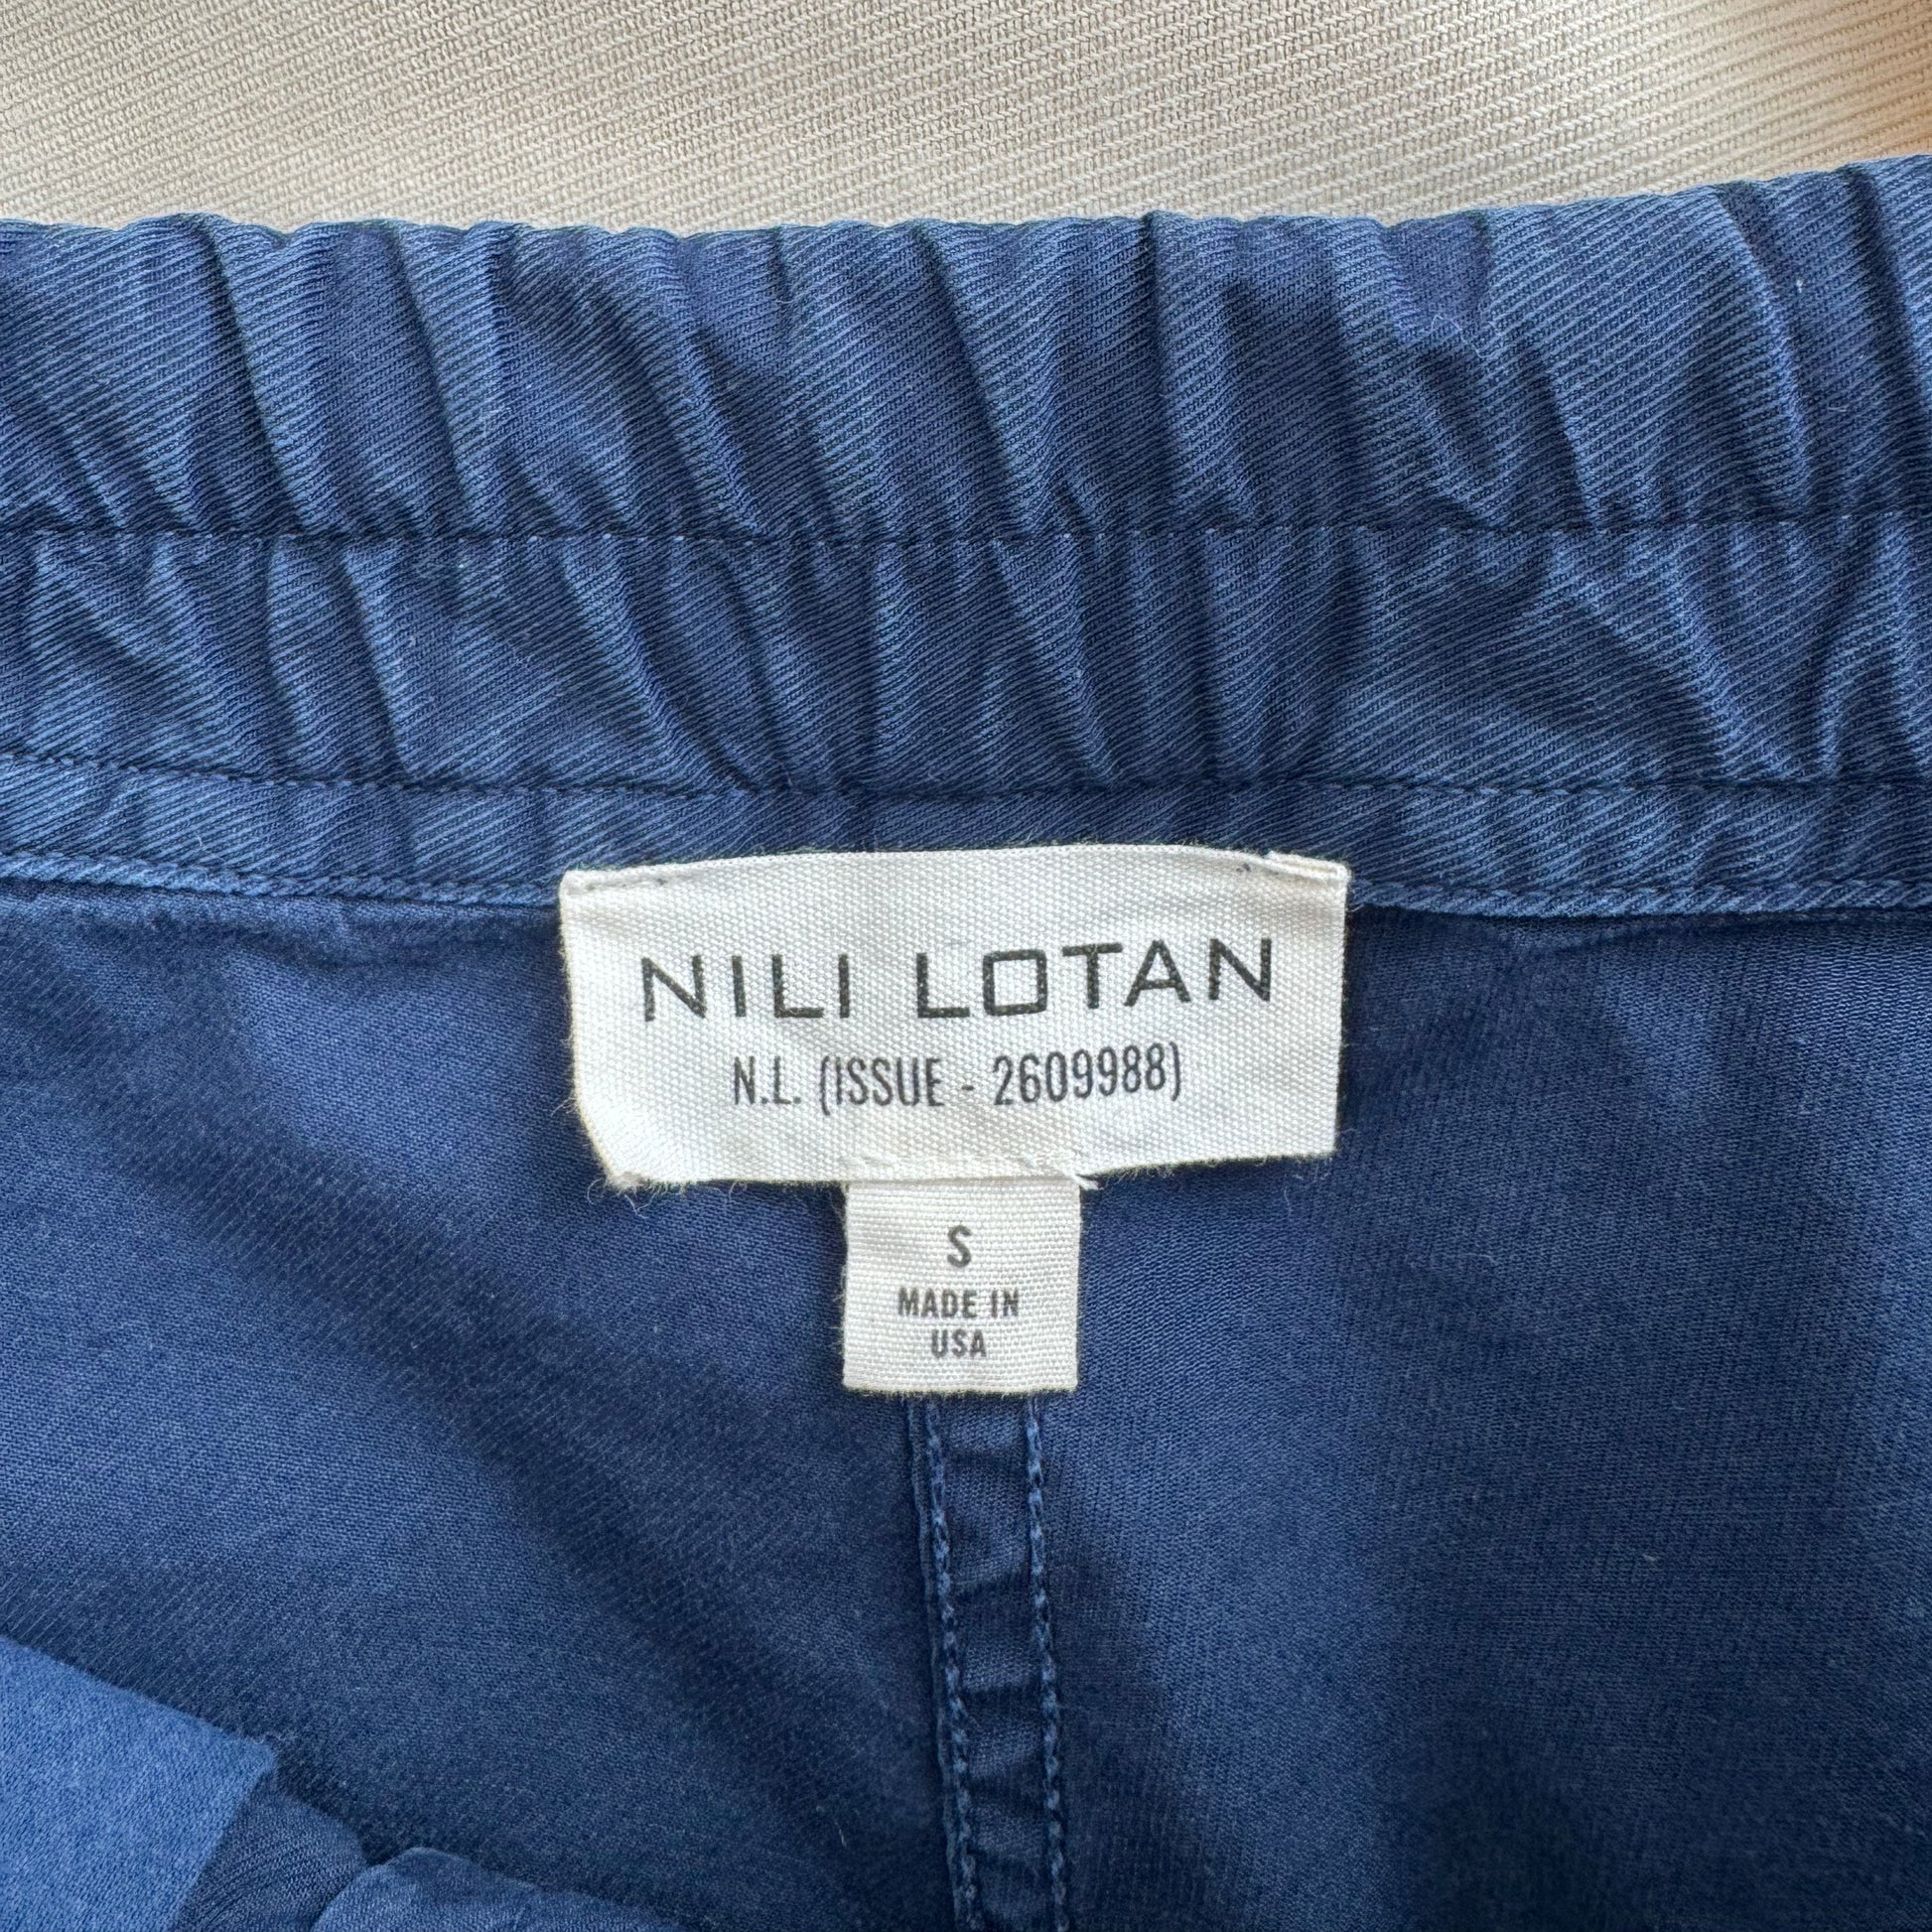 NILI LOTAN
N.L. (ISSUE - 2609988)
S
MADE IN
USA